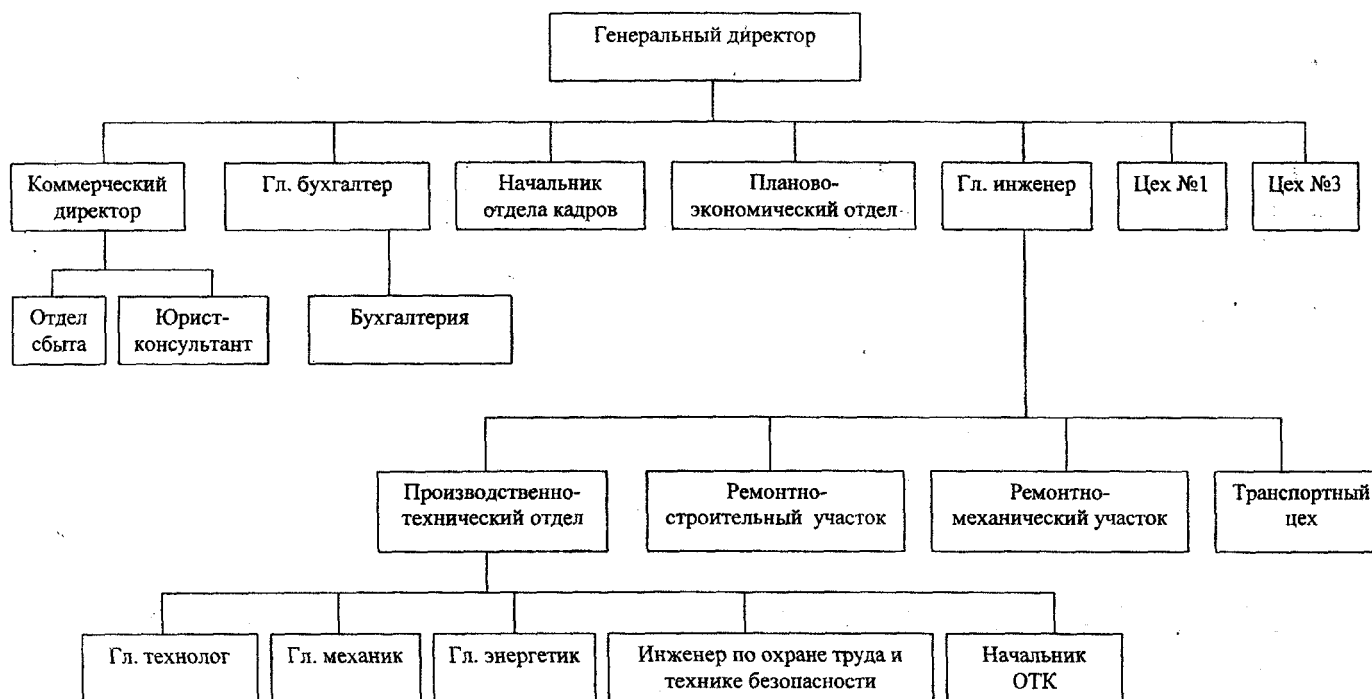 Генеральный директор
Коммерческий
директор
Гл. бухгалтер
Начальник
отдела кадров
Планово-
экономический отдел
Гл. инженер
Цех №1
Цех №3
Отдел
сбыта
Юрист-
консультант
Бухгалтерия
Производственно-
технический отдел
Ремонтно-
строительный участок
Ремонтно-
механический участок
Транспортный
цех
Гл. технолог
Гл. механик
Гл. энергетик
Инженер по охране труда и
технике безопасности
Начальник
ОТК